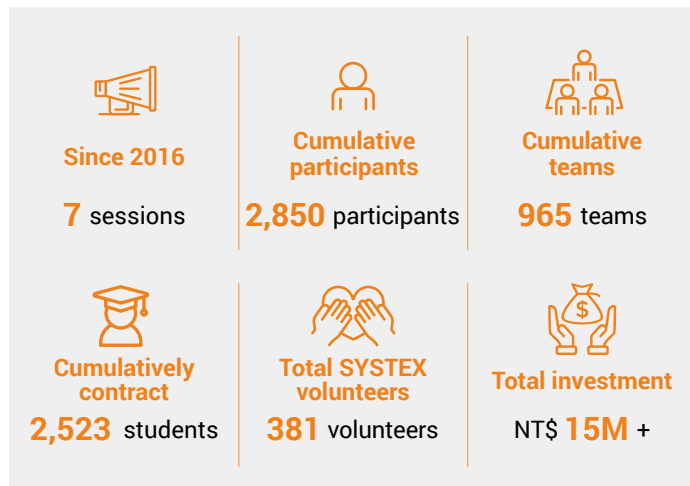 Since 2016
7 sessions
Cumulative
participants
2,850 participants
Cumulative
teams
965 teams
Cumulatively
contract
2,523 students
Total SYSTEX
volunteers
381 volunteers
$
Total investment
NT$ 15M +